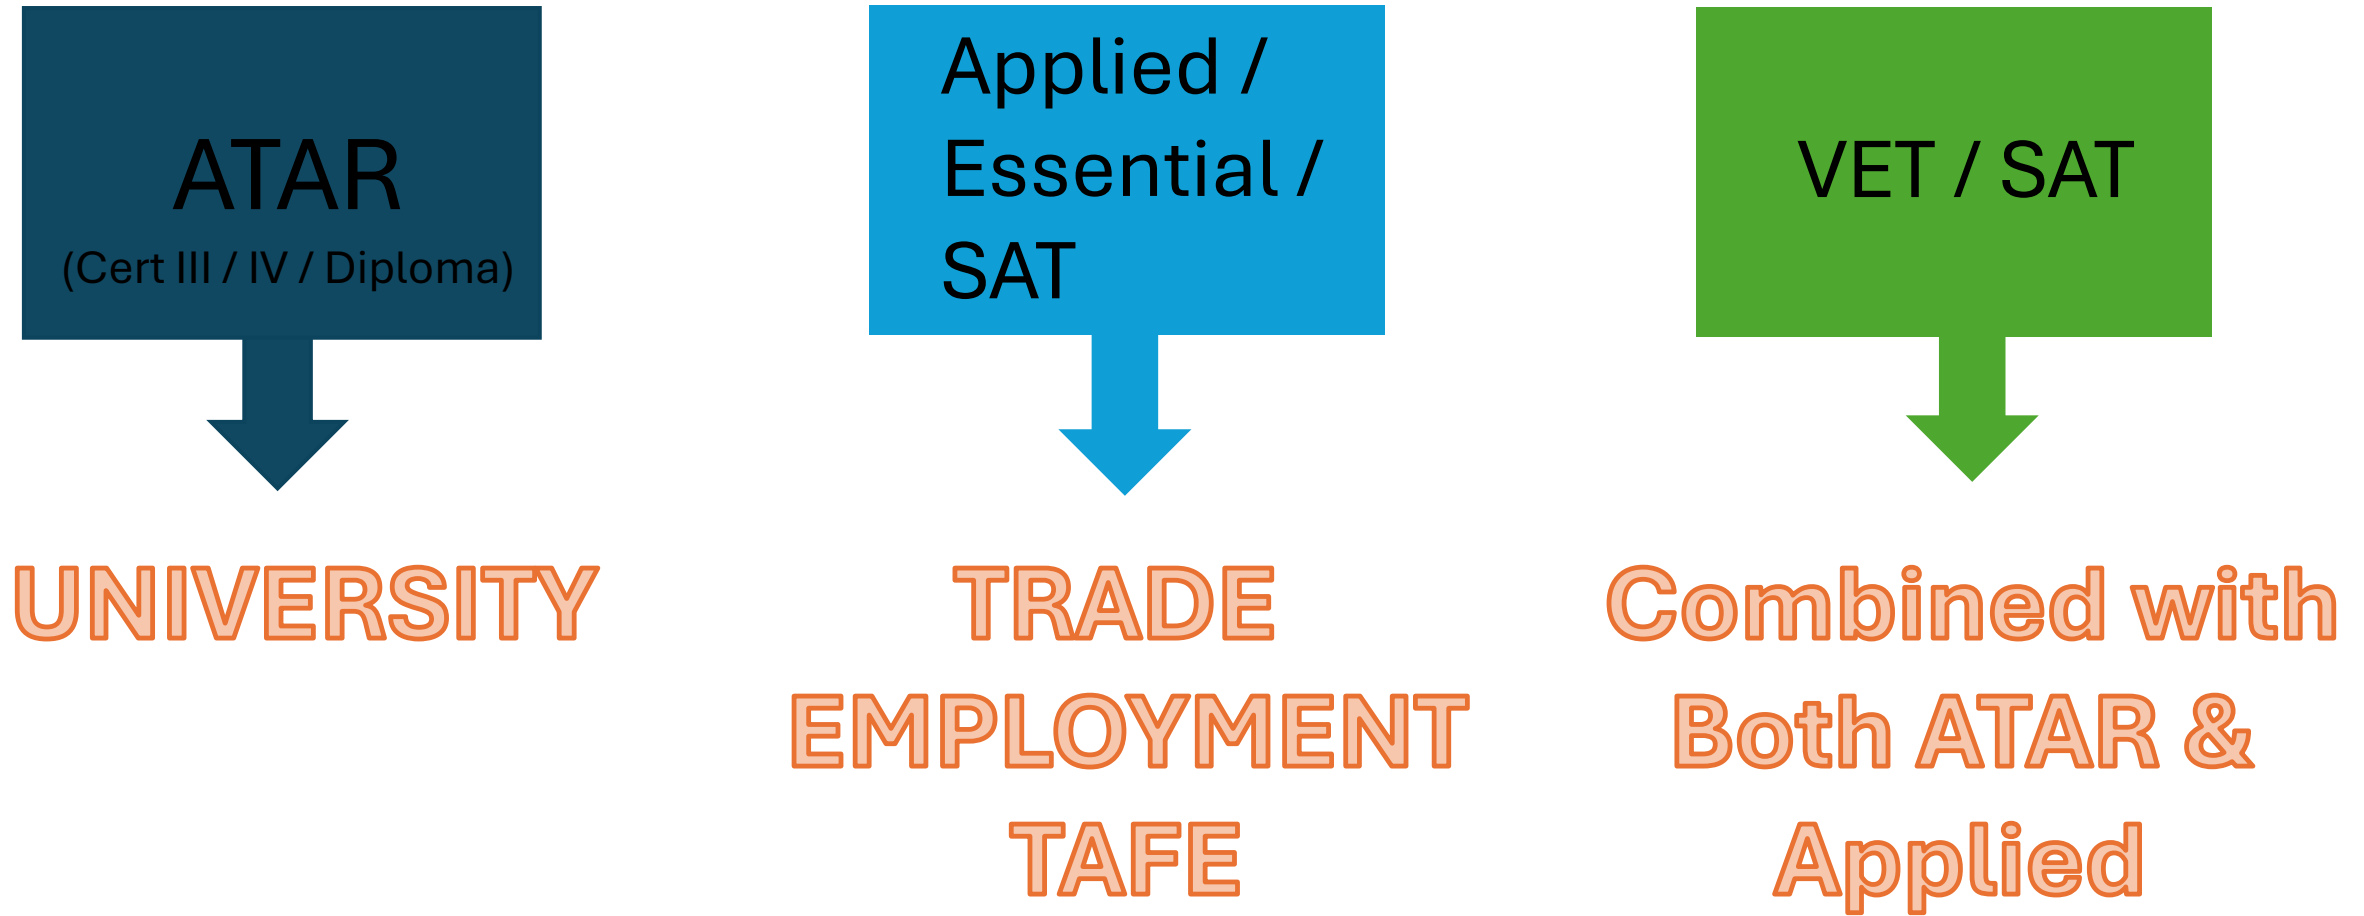 ATAR
(Cert III / IV / Diploma)
Applied /
Essential /
SAT
VET / SAT
UNIVERSITY
TRADE
EMPLOYMENT
TAFE
Combined with
Both ATAR &
Applied